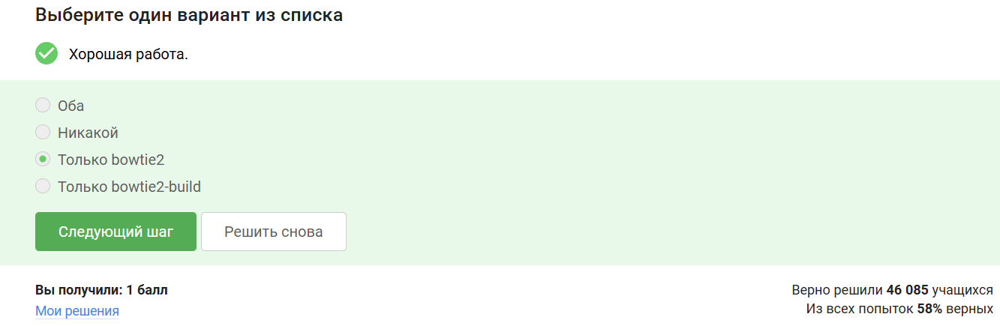 Выберите один вариант из списка
Хорошая работа.
Оба
Никакой
Только bowtie2
Только bowtie2-build
Следующий шаг
Решить снова
Вы получили: 1 балл
Верно решили 46 085 учащихся
Мои решения
Из всех попыток 58% верных